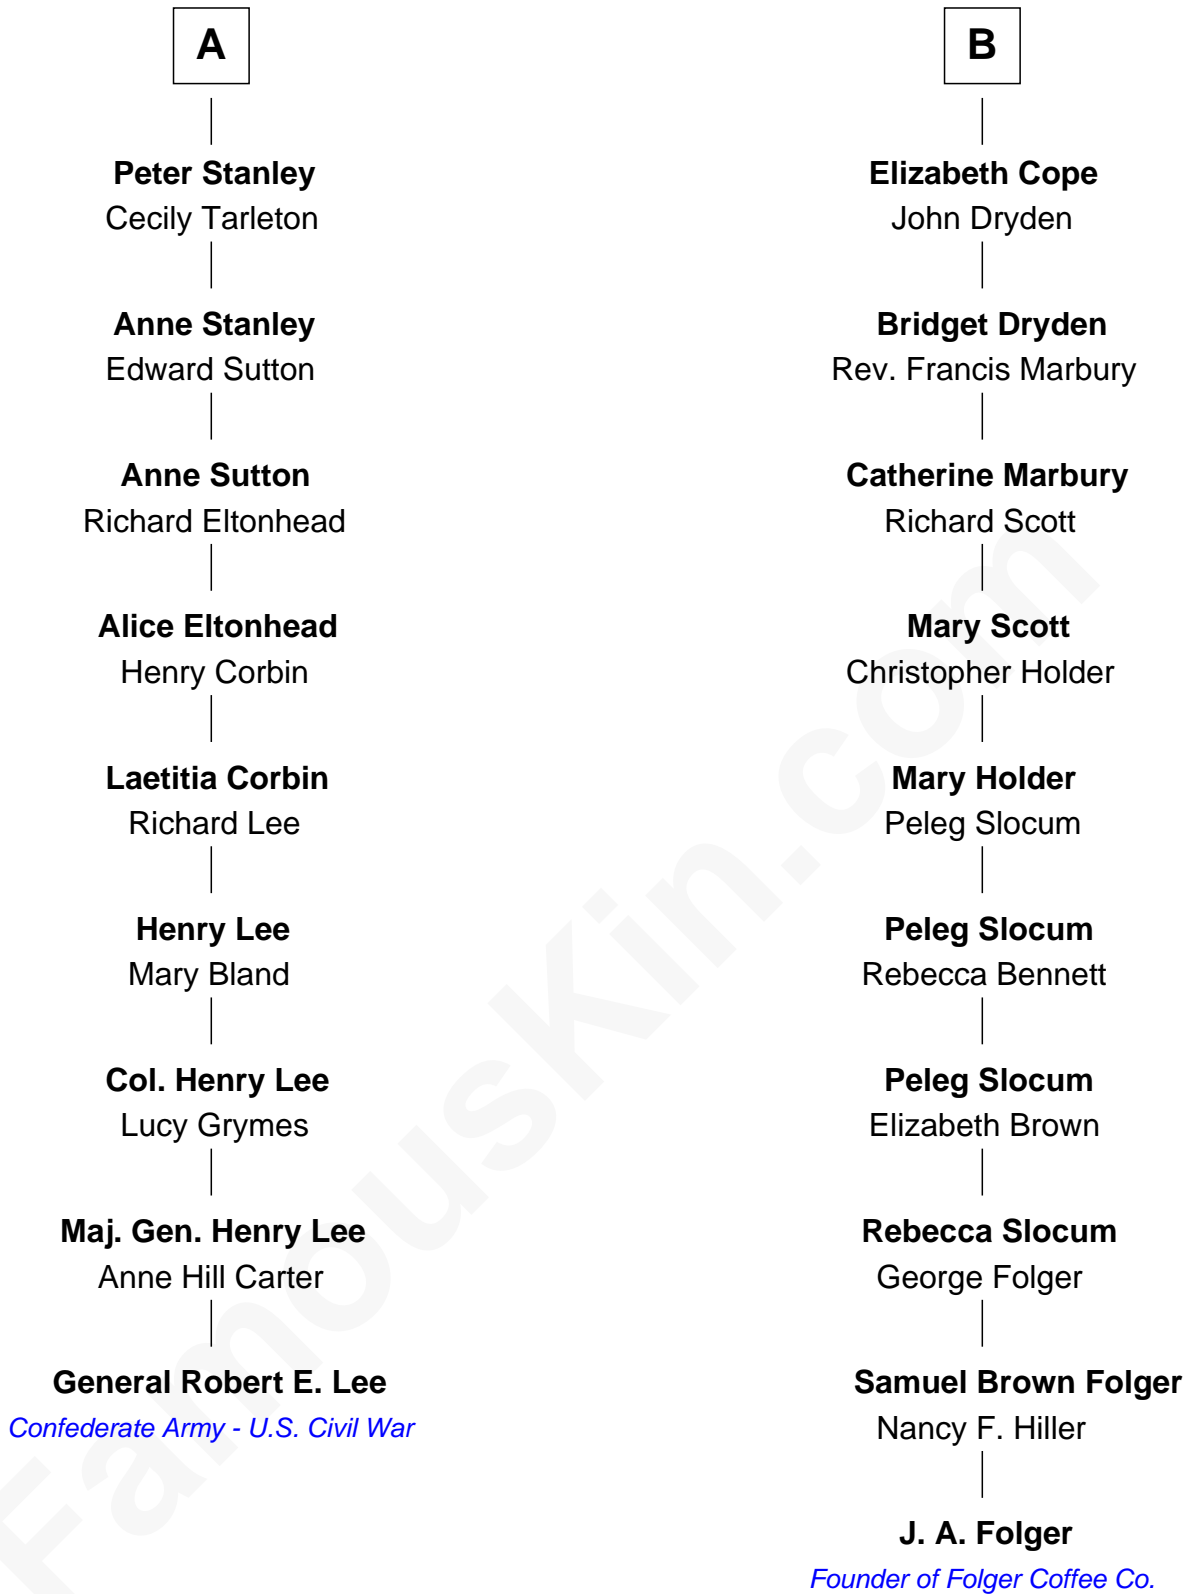 A
Peter Stanley
Cecily Tarleton
Anne Stanley
Edward Sutton
Anne Sutton
Richard Eltonhead
Alice Eltonhead
Henry Corbin
Laetitia Corbin
Richard Lee
Henry Lee
Mary Bland
Col. Henry Lee
Lucy Grymes
Maj. Gen. Henry Lee
Anne Hill Carter
General Robert E. Lee
Confederate Army - U.S. Civil War
B
Elizabeth Cope
John Dryden
Bridget Dryden
Rev. Francis Marbury
Catherine Marbury
Richard Scott
Mary Scott
Christopher Holder
Mary Holder
Peleg Slocum
Peleg Slocum
Rebecca Bennett
Peleg Slocum
Elizabeth Brown
Rebecca Slocum
George Folger
Samuel Brown Folger
Nancy F. Hiller
J. A. Folger
Founder of Folger Coffee Co.
FamousKin.com